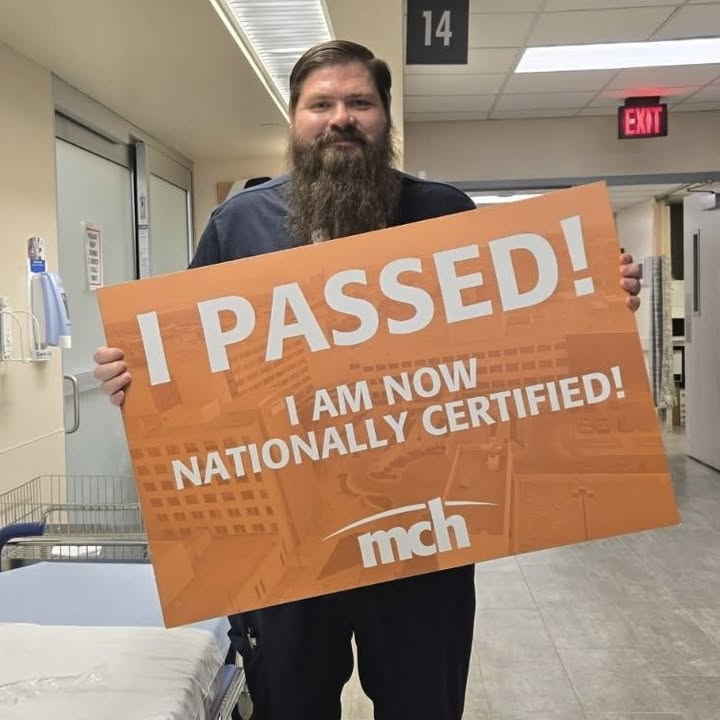 14
EXIT
I PASSED!
I AM NOW
NATIONALLY CERTIFIED!
mch